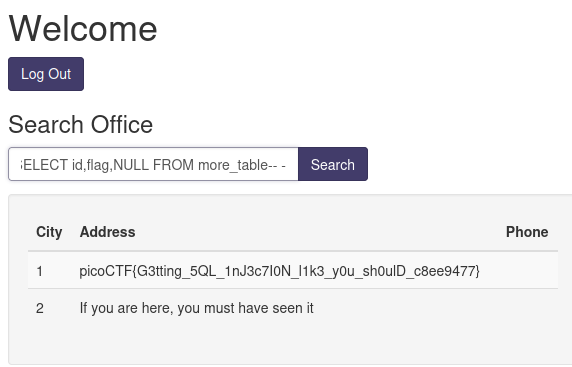 Welcome
Log Out
Search Office
ELECT id,flag,NULL FROM more_table-- - Search
City Address Phone
1 picoCTF{G3tting_5QL_1nJ3c7I0N_l1k3_y0u_sh0ulD_c8ee9477}
2 If you are here, you must have seen it